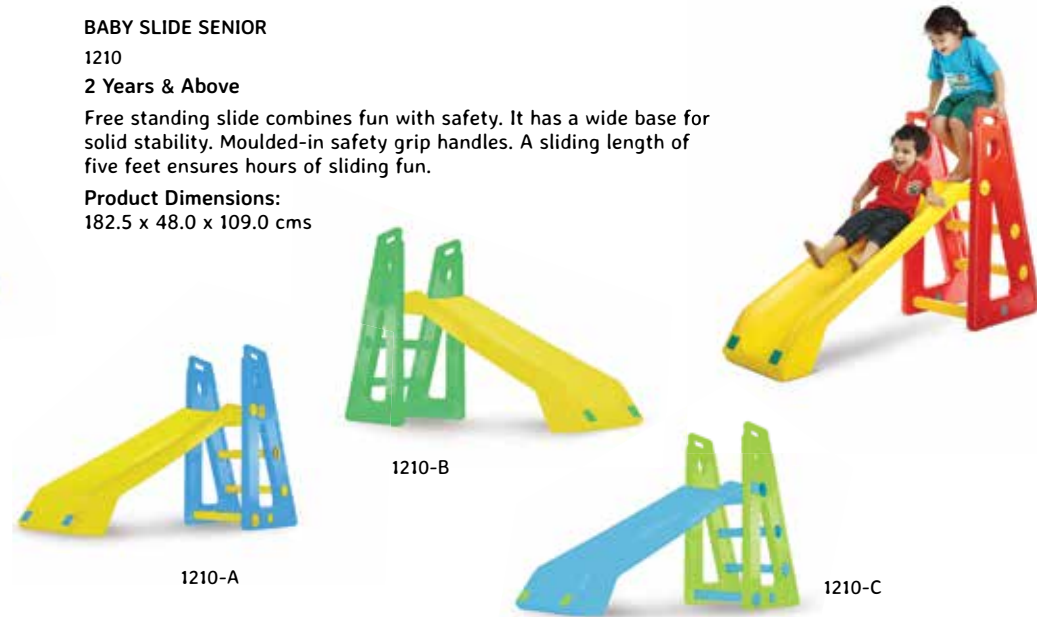 BABY SLIDE SENIOR
1210
2 Years & Above
Free standing slide combines fun with safety. It has a wide base for
solid stability. Moulded-in safety grip handles. A sliding length of
five feet ensures hours of sliding fun.
Product Dimensions:
182.5 x 48.0 x 109.0 cms
1210-B
1210-A
1210-C